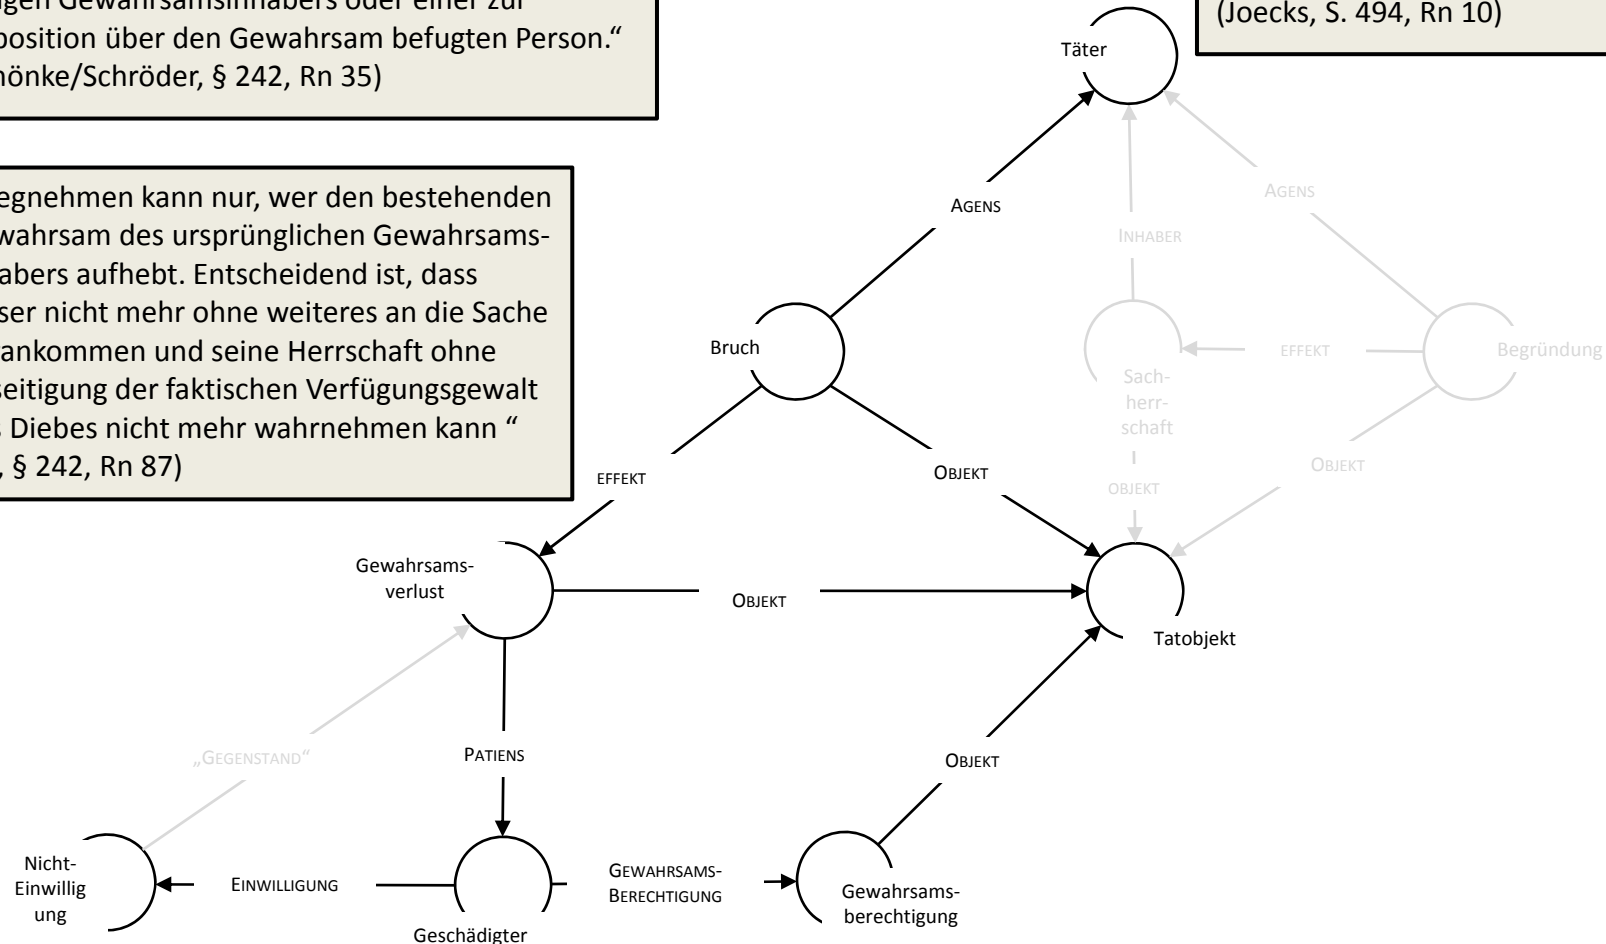 igen Gewahrsamsinhabers oder einer zur
position über den Gewahrsam befugten Person.“
hönke/Schröder, § 242, Rn 35)
(Joecks, S. 494, Rn 10)
egnehmen kann nur, wer den bestehenden
wahrsam des ursprünglichen Gewahrsams-
abers aufhebt. Entscheidend ist, dass
ser nicht mehr ohne weiteres an die Sache
rankommen und seine Herrschaft ohne
seitigung der faktischen Verfügungsgewalt
s Diebes nicht mehr wahrnehmen kann “
, § 242, Rn 87)
Täter
AGENS
AGENS
INHABER
Bruch
EFFEKT
Begründung
Sach-
herr-
schaft
OBJEKT
EFFEKT
OBJEKT
OBJEKT
Gewahrsams-
verlust
OBJEKT
Tatobjekt
„GEGENSTAND“
PATIENS
OBJEKT
Nicht-
Einwillig
ung
EINWILLIGUNG
GEWAHRSAMS-
BERECHTIGUNG
Gewahrsams-
berechtigung
Geschädigter